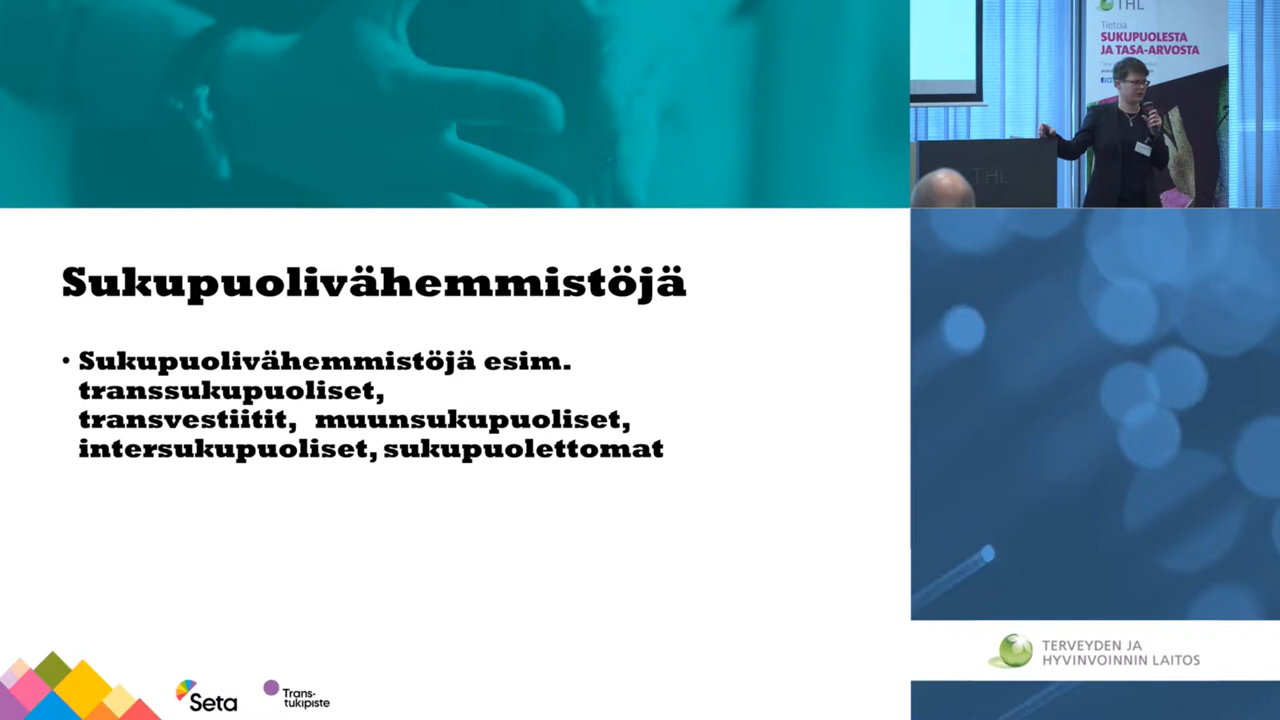 Sukupuolivähemmistöjä
• Sukupuolivähemmistöjä esim.
transsukupuoliset,
transvestiitit, muunsukupuoliset,
intersukupuoliset, sukupuolettomat
Seta
Trans-
tukipiste
THL
Tietoa
SUKUPUOLESTA
JA TASA-ARVOSTA
THL
TERVEYDEN JA
HYVINVOINNIN LAITOS